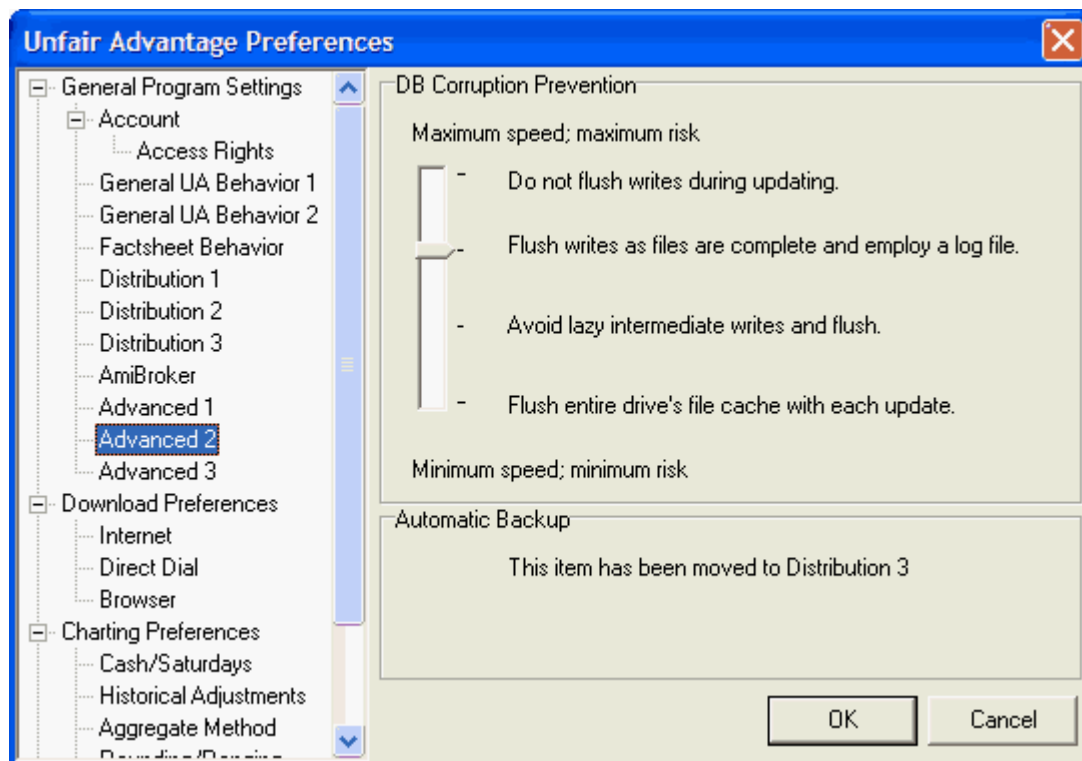 Unfair Advantage Preferences
General Program Settings
Account
Access Rights
General UA Behavior 1
General UA Behavior 2
Factsheet Behavior
Distribution 1
Distribution 2
Distribution 3
AmiBroker
Advanced 1
Advanced 2
Advanced 3
Download Preferences
Internet
Direct Dial
Browser
Charting Preferences
Cash/Saturdays
Historical Adjustments
Aggregate Method
DB Corruption Prevention
Maximum speed; maximum risk
Do not flush writes during updating.
Flush writes as files are complete and employ a log file.
Avoid lazy intermediate writes and flush.
Flush entire drive's file cache with each update.
Minimum speed; minimum risk
Automatic Backup
This item has been moved to Distribution 3
OK
Cancel